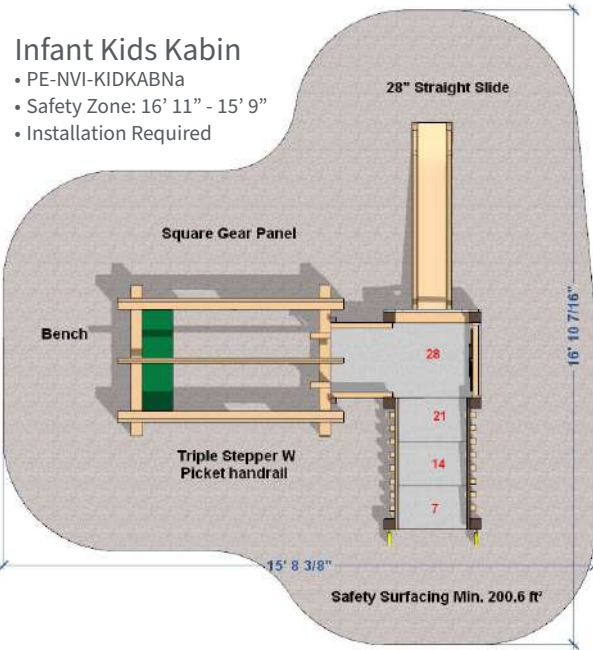 Infant Kids Kabin
• PE-NVI-KIDKABNa
• Safety Zone: 16’ 11” - 15’ 9”
• Installation Required
28" Straight Slide
Square Gear Panel
Bench
16' 10 7/16"
28
21
14
7
Triple Stepper W
Picket handrail
15' 8 3/8"
Safety Surfacing Min. 200.6 ft²